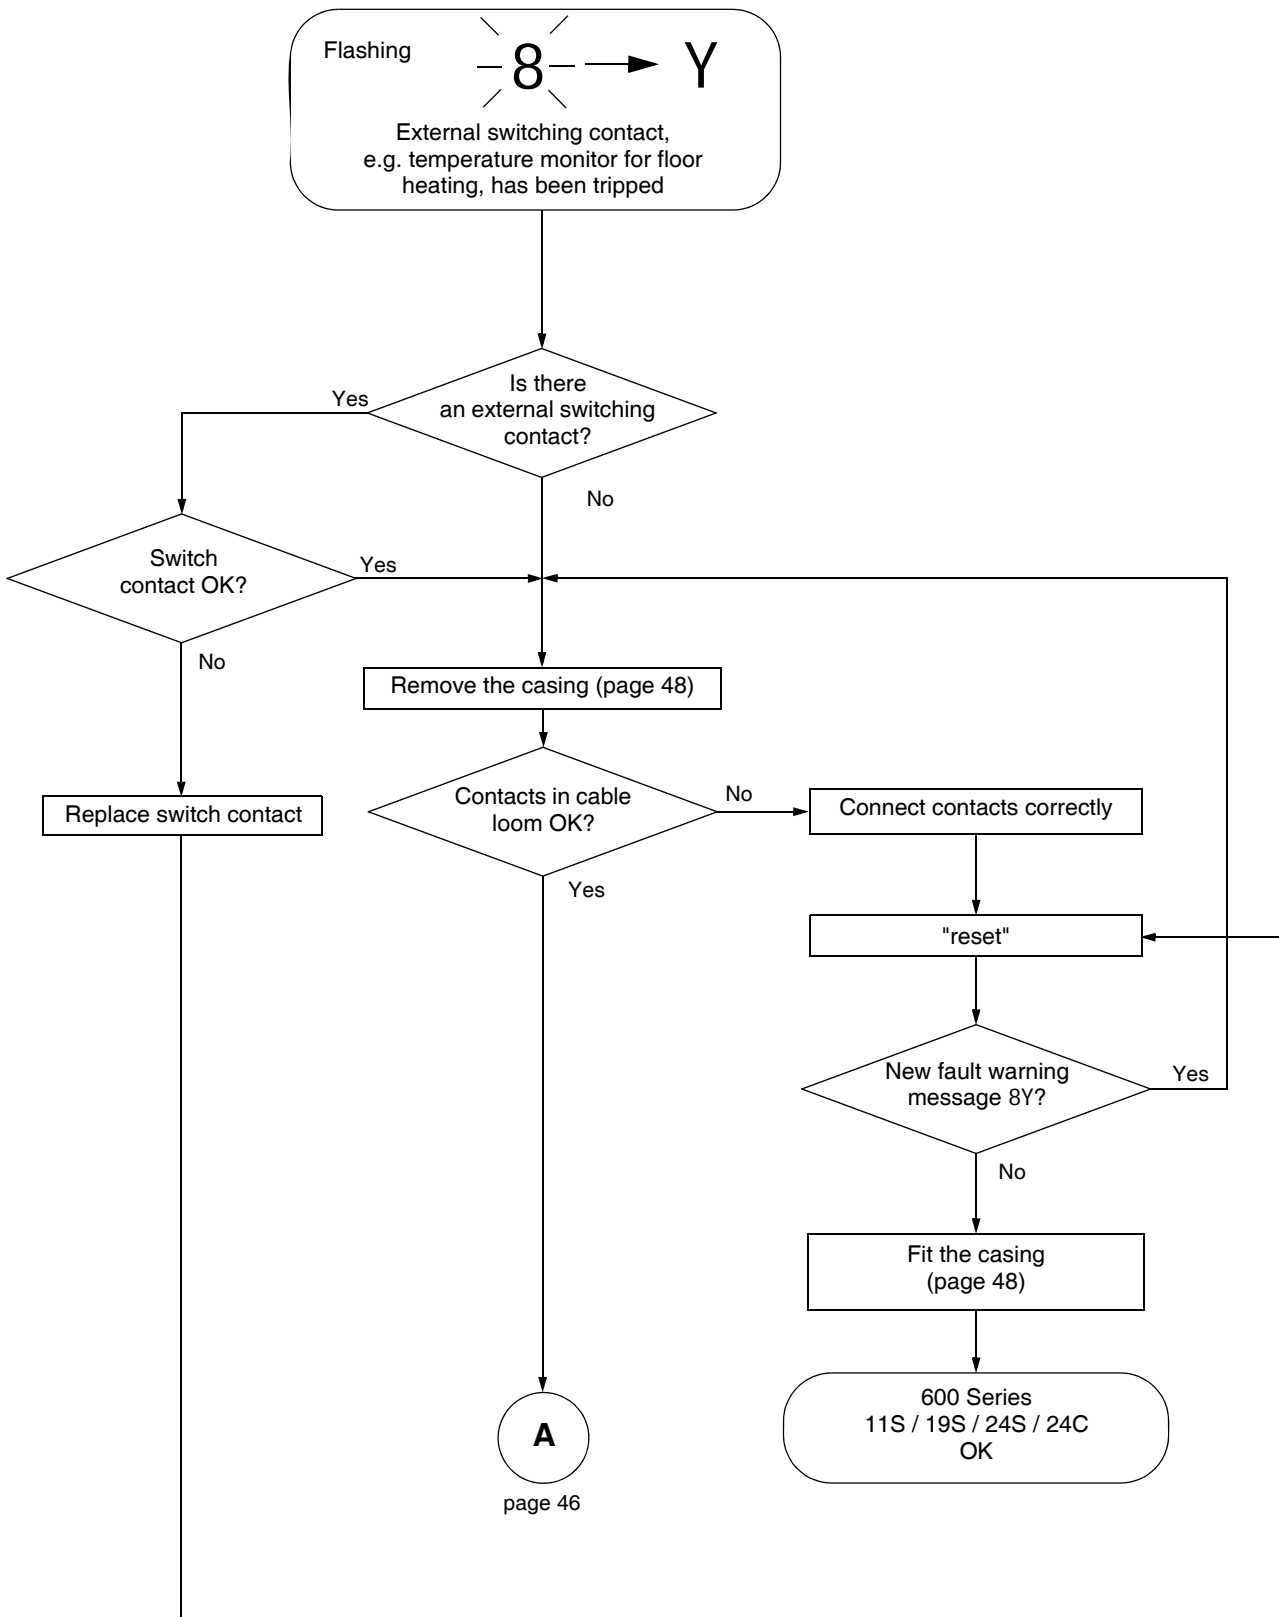 Flashing
8 Y
External switching contact,
e.g. temperature monitor for floor
heating, has been tripped
Is there
an external switching
contact?
Yes
No
Switch
contact OK?
Yes
No
Remove the casing (page 48)
Replace switch contact
Contacts in cable
loom OK?
No
Yes
Connect contacts correctly
"reset"
New fault warning
message 8Y?
Yes
No
Fit the casing
(page 48)
600 Series
11S / 19S / 24S / 24C
OK
A
page 46